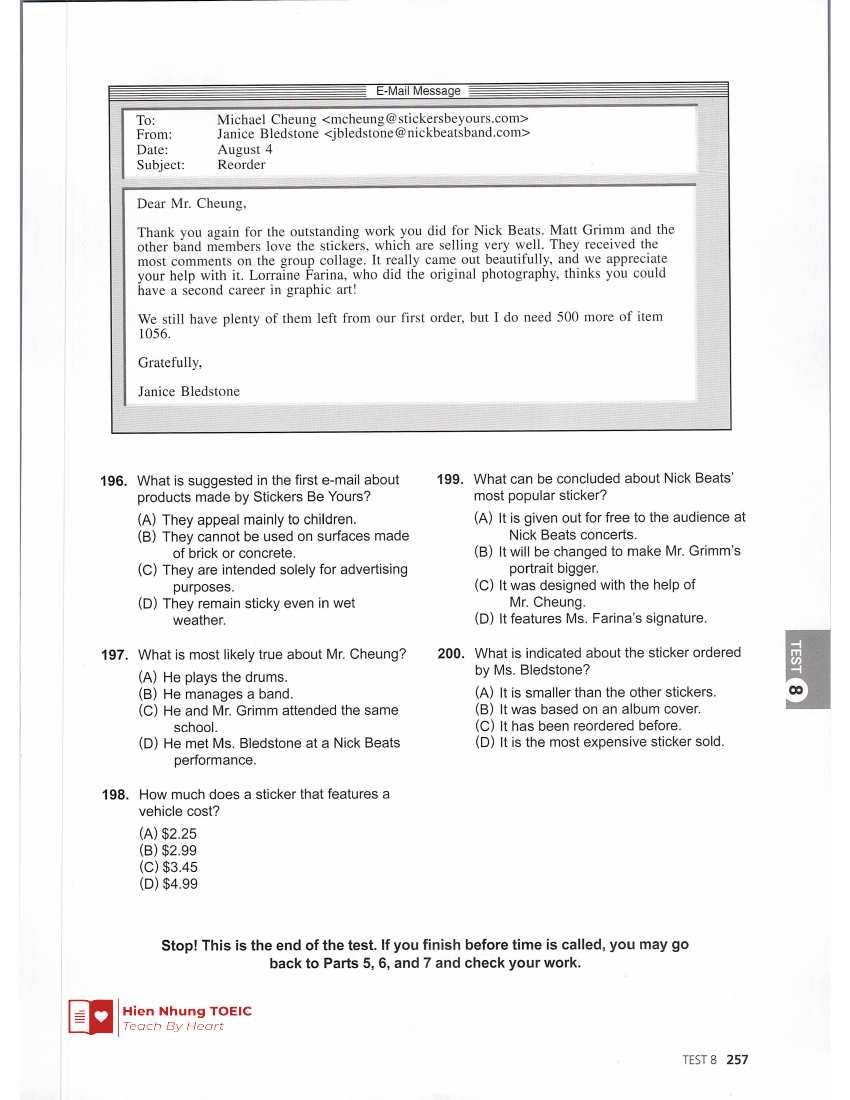 E-Mail Message
To: Michael Cheung <mcheung@stickersbeyours.com>
From: Janice Bledstone <jbledstone@nickbeatsband.com>
Date: August 4
Subject: Reorder
Dear Mr. Cheung,
Thank you again for the outstanding work you did for Nick Beats. Matt Grimm and the
other band members love the stickers, which are selling very well. They received the
most comments on the group collage. It really came out beautifully, and we appreciate
your help with it. Lorraine Farina, who did the original photography, thinks you could
have a second career in graphic art!
We still have plenty of them left from our first order, but I do need 500 more of item
1056.
Gratefully,
Janice Bledstone
196. What is suggested in the first e-mail about
products made by Stickers Be Yours?
(A) They appeal mainly to children.
(B) They cannot be used on surfaces made
of brick or concrete.
(C) They are intended solely for advertising
purposes.
(D) They remain sticky even in wet
weather.
197. What is most likely true about Mr. Cheung?
(A) He plays the drums.
(B) He manages a band.
(C) He and Mr. Grimm attended the same
school.
(D) He met Ms. Bledstone at a Nick Beats
performance.
198. How much does a sticker that features a
vehicle cost?
(A) $2.25
(B) $2.99
(C) $3.45
(D) $4.99
199. What can be concluded about Nick Beats'
most popular sticker?
(A) It is given out for free to the audience at
Nick Beats concerts.
(B) It will be changed to make Mr. Grimm's
portrait bigger.
(C) It was designed with the help of
Mr. Cheung.
(D) It features Ms. Farina's signature.
200. What is indicated about the sticker ordered
by Ms. Bledstone?
(A) It is smaller than the other stickers.
(B) It was based on an album cover.
(C) It has been reordered before.
(D) It is the most expensive sticker sold.
TEST 8
Stop! This is the end of the test. If you finish before time is called, you may go
back to Parts 5, 6, and 7 and check your work.
Hien Nhung TOEIC
Teach By Heart
TEST 8 257